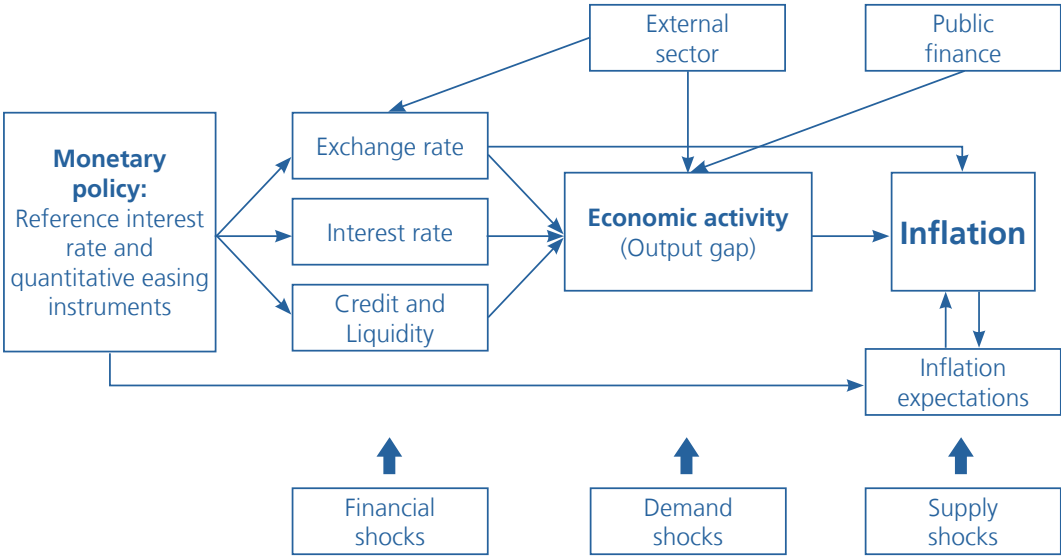 External
sector
Public
finance
Monetary
policy:
Reference interest
rate and
quantitative easing
instruments
Exchange rate
Interest rate
Credit and
Liquidity
Economic activity
(Output gap)
Inflation
Inflation
expectations
Financial
shocks
Demand
shocks
Supply
shocks